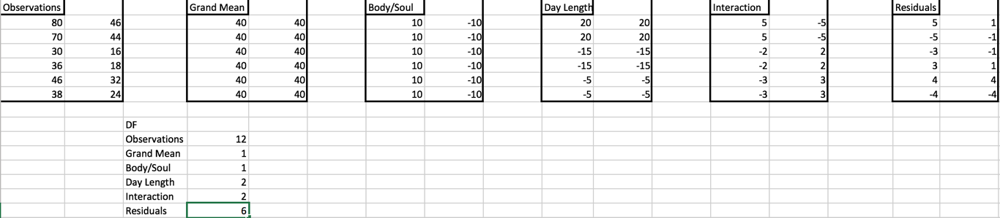 Observations Grand Mean Body/Soul Day Length Interaction Residuals
80 46 40 40 10 -10 20 20 5 -5 5 1
70 44 40 40 10 -10 20 20 5 -5 -5 -1
30 16 40 40 10 -10 -15 -15 -2 2 -3 -1
36 18 40 40 10 -10 -15 -15 -2 2 3 1
46 32 40 40 10 -10 -5 -5 -3 3 4 4
38 24 40 40 10 -10 -5 -5 -3 3 -4 -4
DF
Observations 12
Grand Mean 1
Body/Soul 1
Day Length 2
Interaction 2
Residuals 6